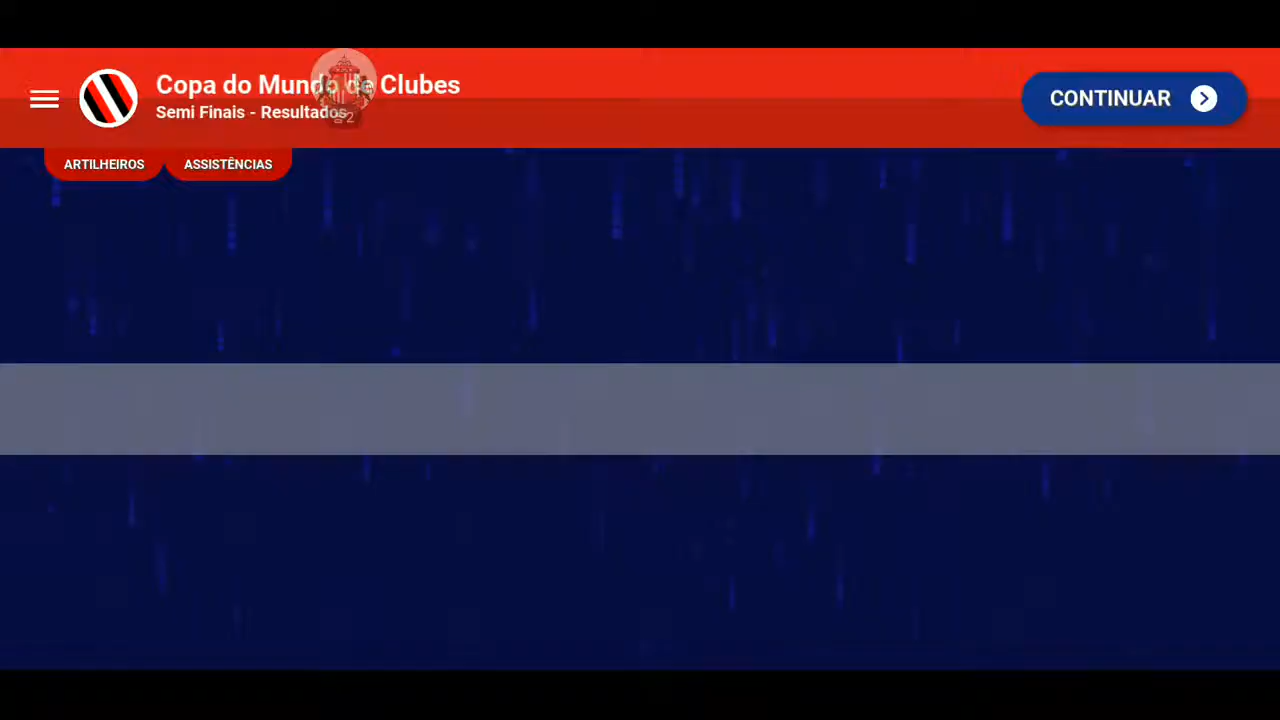 Copa do Mundo de Clubes
Semi Finais - Resultados
CONTINUAR
ARTILHEIROS
ASSISTÊNCIAS